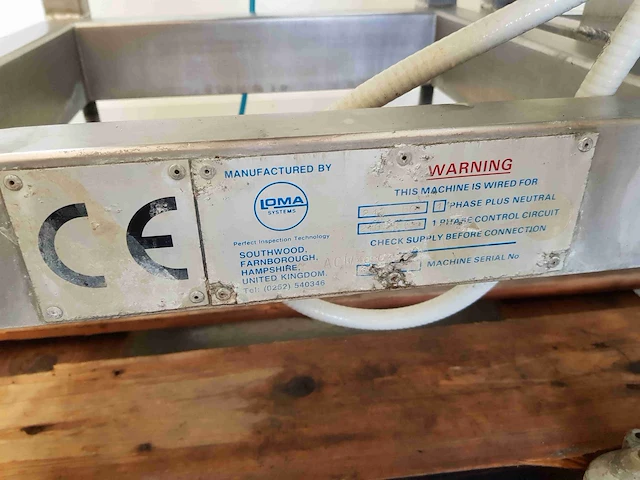 CE
MANUFACTURED BY
LOMA
SYSTEMS
Perfect Inspection Technology
SOUTHWOOD,
FARNBOROUGH,
HAMPSHIRE,
UNITED KINGDOM
Tel: (0252) 540346
WARNING
THIS MACHINE IS WIRED FOR
PHASE PLUS NEUTRAL
1 PHASE CONTROL CIRCUIT
CHECK SUPPLY BEFORE CONNECTION
MACHINE SERIAL No